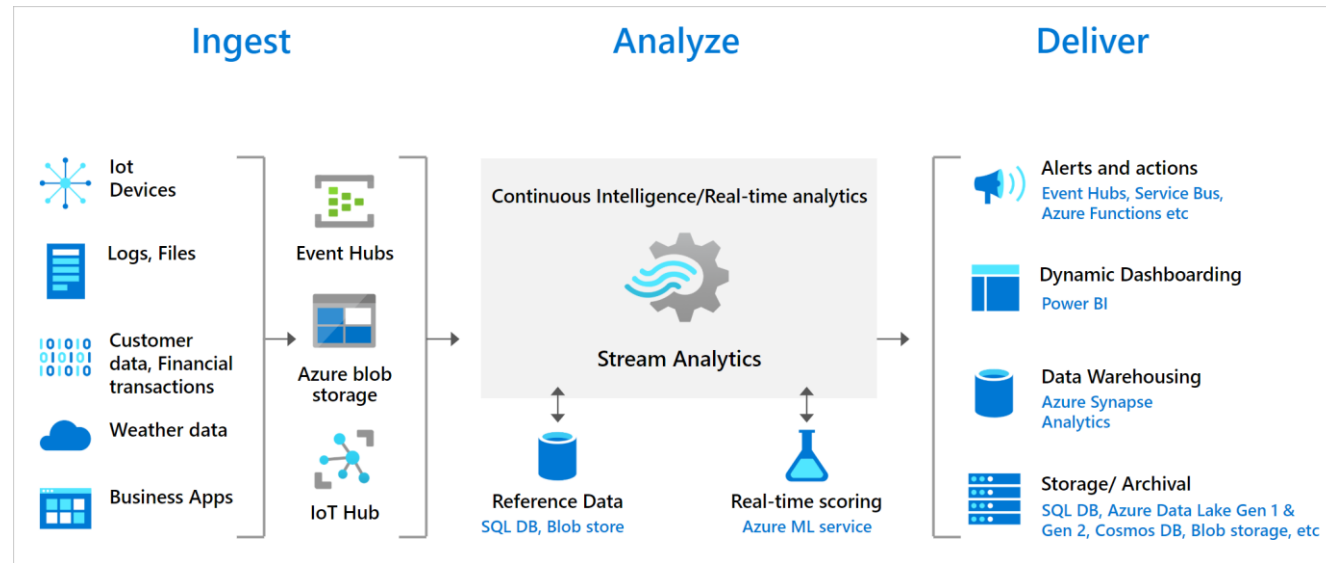 Ingest
Analyze
Deliver
Iot
Devices
Logs, Files
Customer
data, Financial
transactions
Weather data
Business Apps
Event Hubs
Azure blob
storage
IoT Hub
Continuous Intelligence/Real-time analytics
Stream Analytics
Reference Data
SQL DB, Blob store
Real-time scoring
Azure ML service
Alerts and actions
Event Hubs, Service Bus,
Azure Functions etc
Dynamic Dashboarding
Power BI
Data Warehousing
Azure Synapse
Analytics
Storage/ Archival
SQL DB, Azure Data Lake Gen 1 &
Gen 2, Cosmos DB, Blob storage, etc